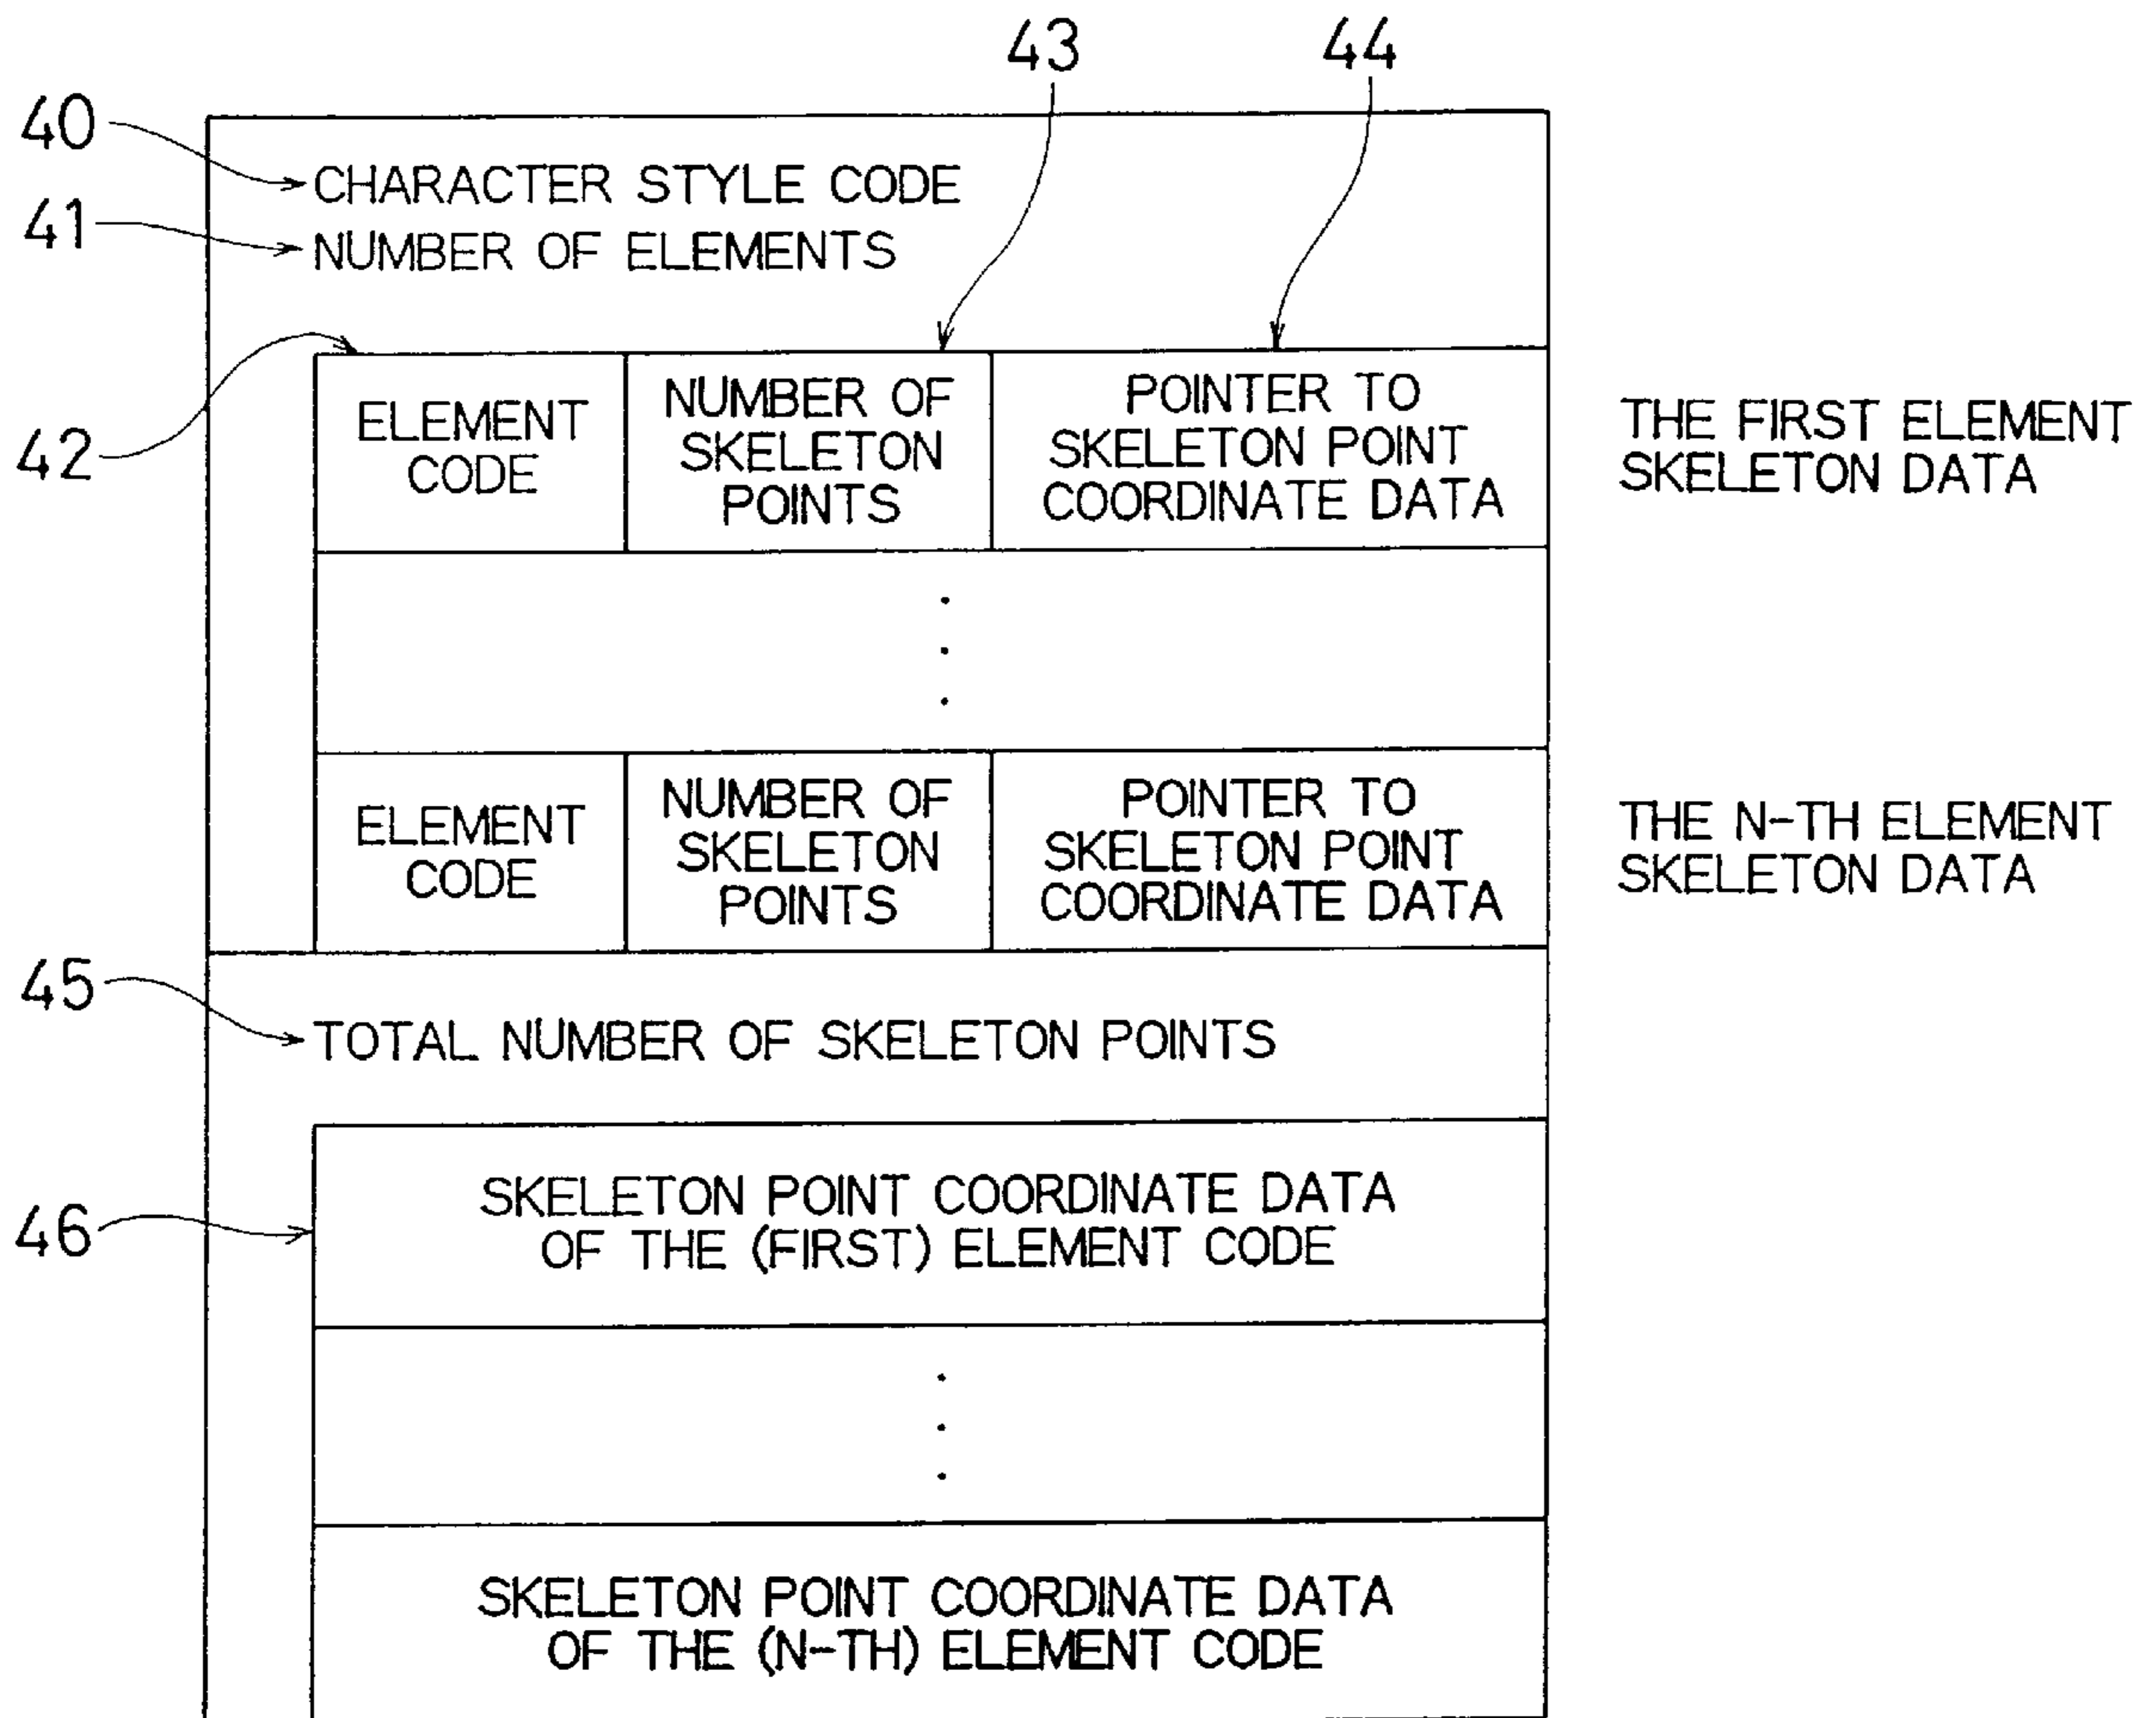 43 44
40
CHARACTER STYLE CODE
41
NUMBER OF ELEMENTS
42
ELEMENT
CODE
NUMBER OF
SKELETON
POINTS
POINTER TO
SKELETON POINT
COORDINATE DATA
THE FIRST ELEMENT
SKELETON DATA
ELEMENT
CODE
NUMBER OF
SKELETON
POINTS
POINTER TO
SKELETON POINT
COORDINATE DATA
THE N-TH ELEMENT
SKELETON DATA
45
TOTAL NUMBER OF SKELETON POINTS
46
SKELETON POINT COORDINATE DATA
OF THE (FIRST) ELEMENT CODE
SKELETON POINT COORDINATE DATA
OF THE (N-TH) ELEMENT CODE